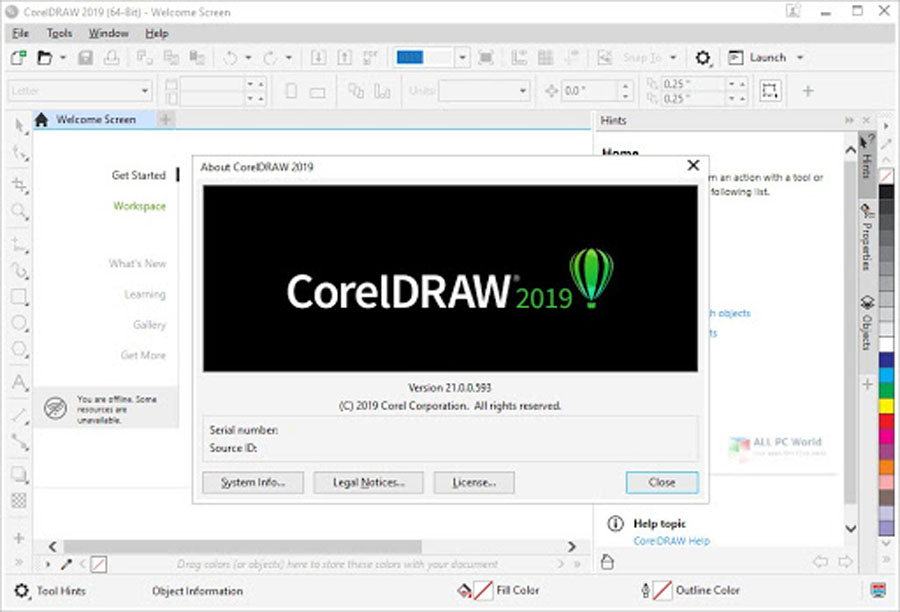 CorelDRAW 2019 (64-Bit) - Welcome Screen
File Tools Window Help
Snap To Launch
Letter Units: 0.0° 0.25" 0.25"
Welcome Screen
Hints
Home
m an action with a tool or
following list.
h objects
ts
Hints
Properties
Objects
Get Started
Workspace
What's New
Learning
Gallery
Get More
You are offline. Some
resources are
unavailable.
About CorelDRAW 2019
CorelDRAW® 2019
Version 21.0.0.593
(C) 2019 Corel Corporation. All rights reserved.
Serial number:
Source ID:
System Info... Legal Notices... License... Close
ALL PC World
Help topic
CorelDRAW Help
Drag colors (or objects) here to store these colors with your document
Tool Hints Object Information Fill Color Outline Color